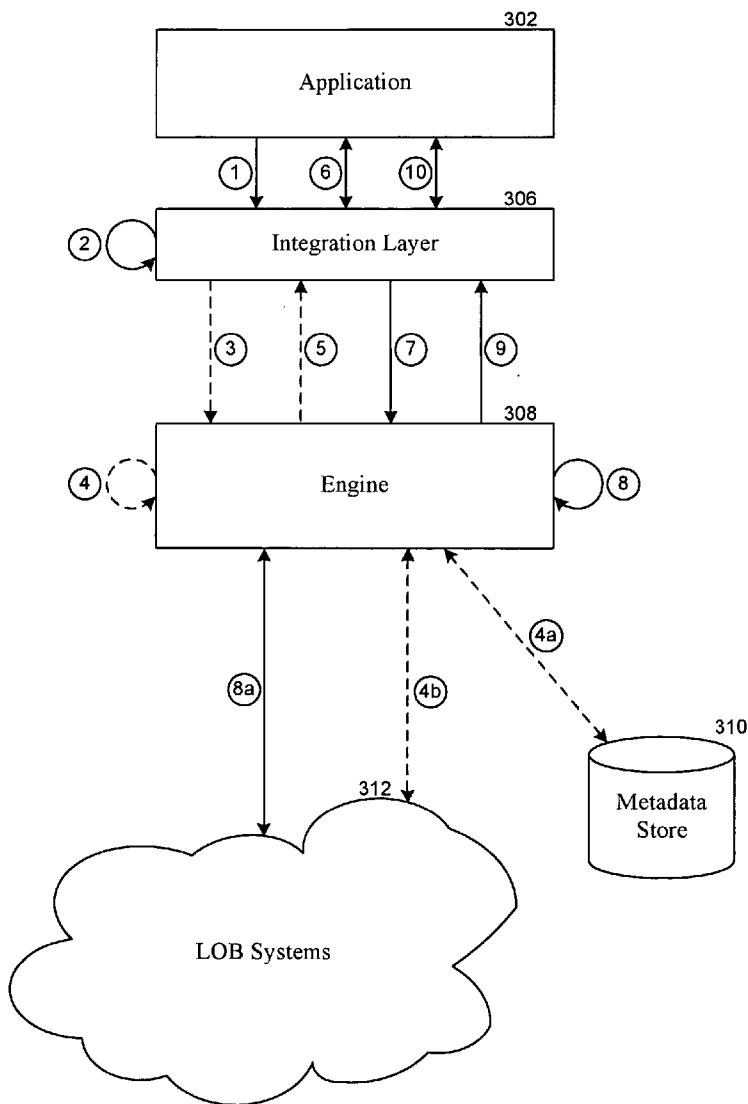 302
Application
1
6
10
306
2
Integration Layer
3
5
7
9
308
4
Engine
8
4a
8a
4b
310
312
Metadata
Store
LOB Systems